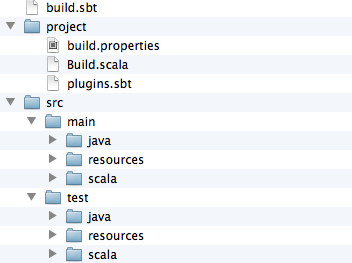 build.sbt
project
build.properties
Build.scala
plugins.sbt
src
main
java
resources
scala
test
java
resources
scala